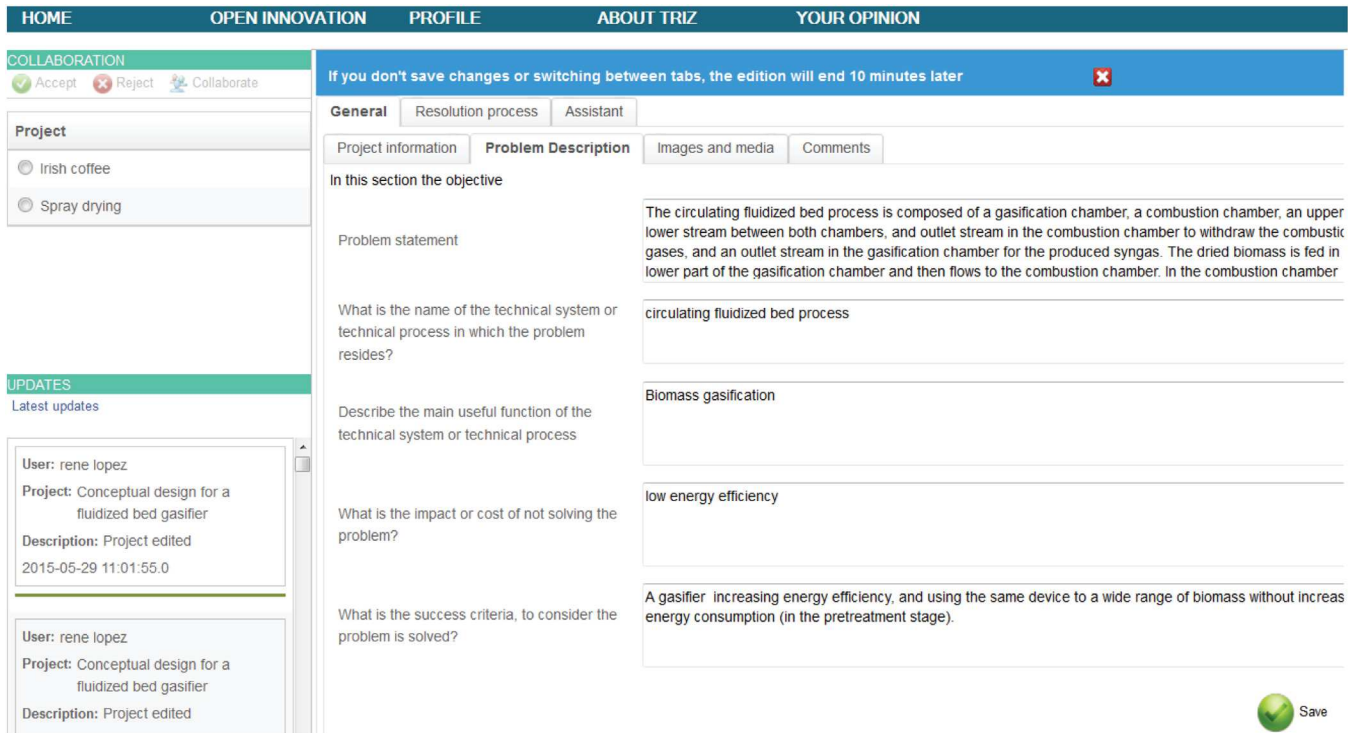 HOME OPEN INNOVATION PROFILE ABOUT TRIZ YOUR OPINION
COLLABORATION
Accept Reject Collaborate
Project
Irish coffee
Spray drying
UPDATES
Latest updates
User: rene lopez
Project: Conceptual design for a
fluidized bed gasifier
Description: Project edited
2015-05-29 11:01:55.0
User: rene lopez
Project: Conceptual design for a
fluidized bed gasifier
Description: Project edited
If you don't save changes or switching between tabs, the edition will end 10 minutes later
General Resolution process Assistant
Project information Problem Description Images and media Comments
In this section the objective
Problem statement
The circulating fluidized bed process is composed of a gasification chamber, a combustion chamber, an upper
lower stream between both chambers, and outlet stream in the combustion chamber to withdraw the combustic
gases, and an outlet stream in the gasification chamber for the produced syngas. The dried biomass is fed in
lower part of the gasification chamber and then flows to the combustion chamber. In the combustion chamber
What is the name of the technical system or
technical process in which the problem
resides?
circulating fluidized bed process
Describe the main useful function of the
technical system or technical process
Biomass gasification
What is the impact or cost of not solving the
problem?
low energy efficiency
What is the success criteria, to consider the
problem is solved?
A gasifier increasing energy efficiency, and using the same device to a wide range of biomass without increas
energy consumption (in the pretreatment stage).
Save